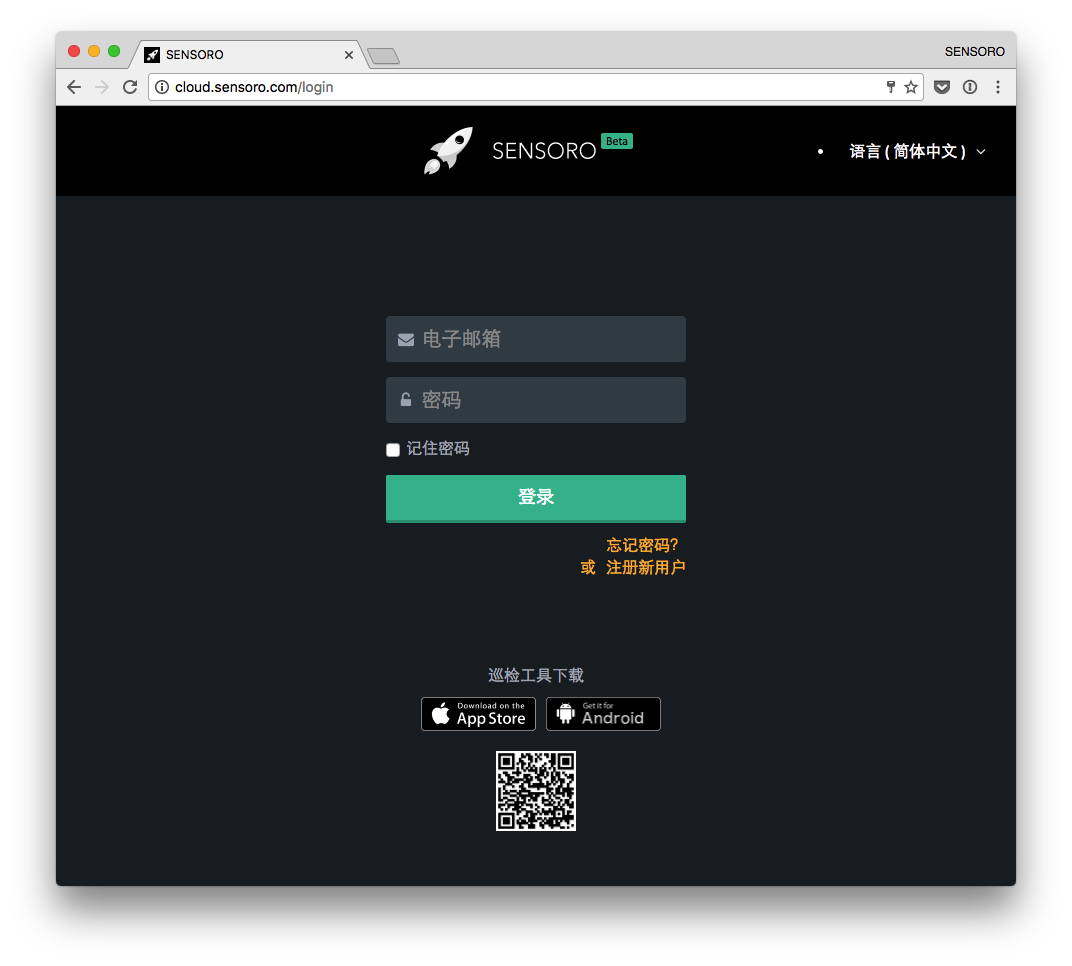 SENSORO
SENSORO
cloud.sensoro.com/login
SENSORO
Beta
语言 ( 简体中文 )
电子邮箱
密码
记住密码
登录
忘记密码?
或 注册新用户
巡检工具下载
Download on the
App Store
Get it for
Android